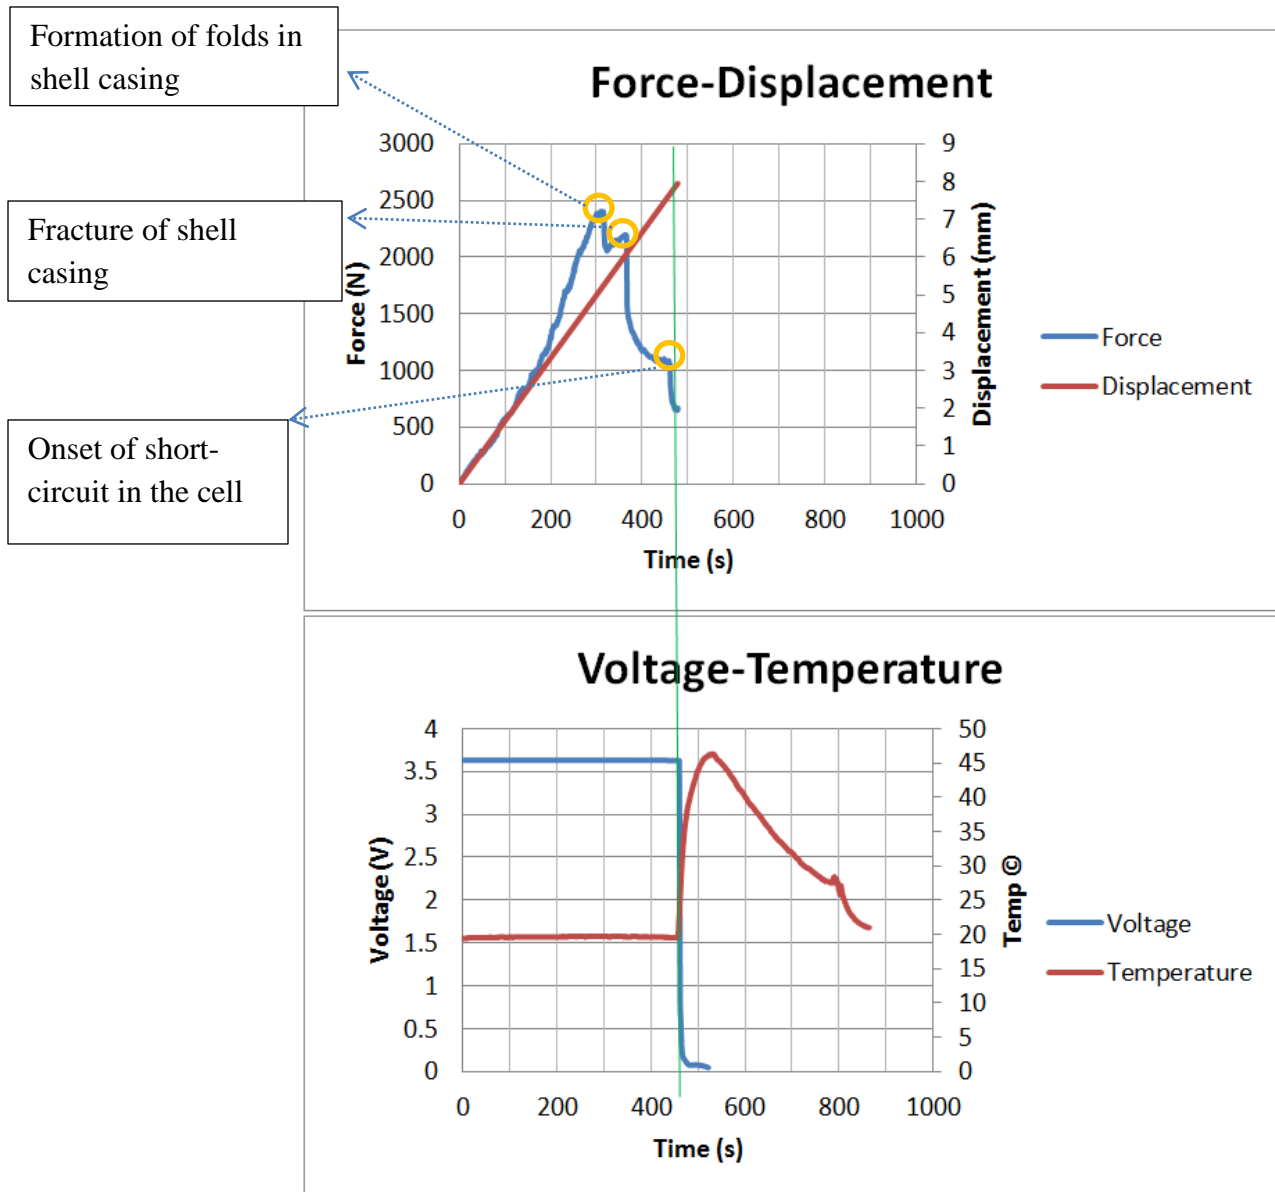 Formation of folds in
shell casing
Fracture of shell
casing
Onset of short-
circuit in the cell
Force-Displacement
3000
2500
2000
1500
1000
500
0
Force (N)
9
8
7
6
5
4
3
2
1
0
Displacement (mm)
0 200 400 600 800 1000
Time (s)
Force
Displacement
Voltage-Temperature
4
3.5
3
2.5
2
1.5
1
0.5
0
Voltage (V)
50
45
40
35
30
25
20
15
10
5
0
Temp ©
0 200 400 600 800 1000
Time (s)
Voltage
Temperature